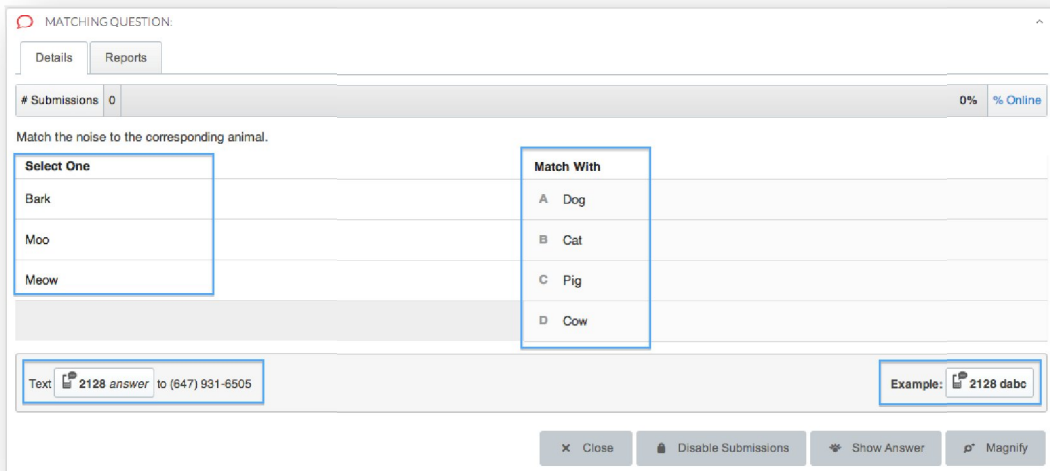 MATCHING QUESTION:
Details Reports
# Submissions 0 0% % Online
Match the noise to the corresponding animal.
Select One Match With
Bark A Dog
Moo B Cat
Meow C Pig
D Cow
Text 2128 answer to (647) 931-6505 Example: 2128 dabc
Close Disable Submissions Show Answer Magnify